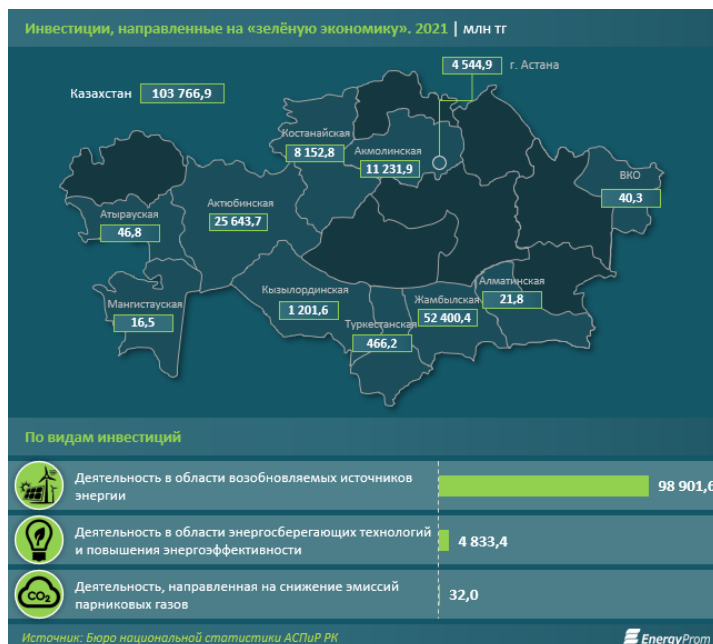 Инвестиции, направленные на «зелёную экономику». 2021 | млн тг
4 544,9 г. Астана
Казахстан 103 766,9
Костанайская
8 152,8
Акмолинская
11 231,9
ВКО
40,3
Атырауская
46,8
Актюбинская
25 643,7
Мангистауская
16,5
Кызылординская
1 201,6
Туркестанская
466,2
Жамбылская
52 400,4
Алматинская
21,8
По видам инвестиций
Деятельность в области возобновляемых источников
энергии
98 901,6
Деятельность в области энергосберегающих технологий
и повышения энергоэффективности
4 833,4
CO2
Деятельность, направленная на снижение эмиссий
парниковых газов
32,0
Источник: Бюро национальной статистики АСПиР РК
EnergyProm